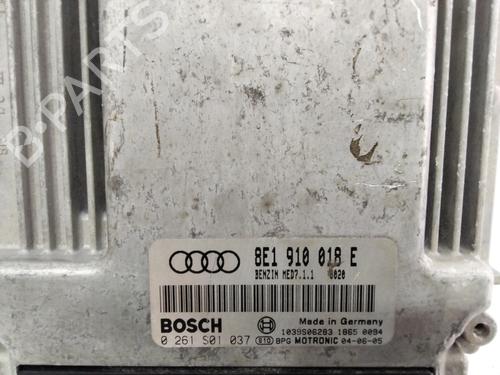 B-PARTS
8E1 910 018 E
BENZIN MED7.1.1 0020
BOSCH
Made in Germany
1039S06283 1865 0094
0 261 S01 037 610 BPG MOTRONIC 04-06-05